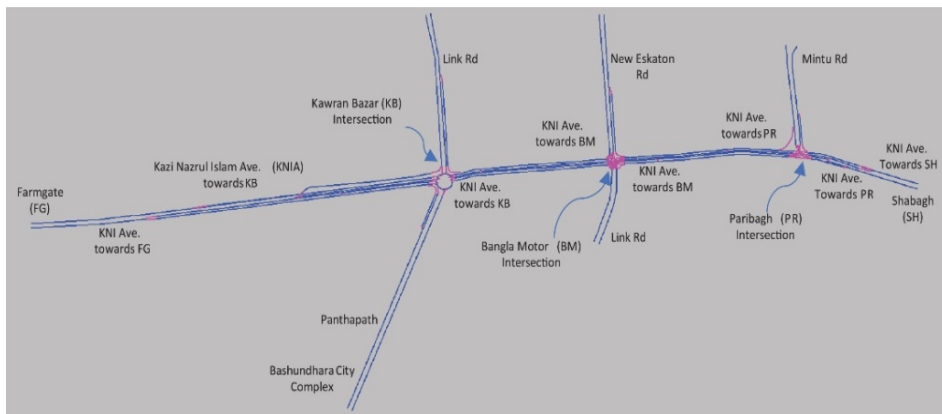 Link Rd
New Eskaton
Rd
Mintu Rd
Kawran Bazar (KB)
Intersection
KNI Ave.
towards BM
KNI Ave.
towards PR
Kazi Nazrul Islam Ave. (KNIA)
towards KB
KNI Ave.
Towards SH
Farmgate
(FG)
KNI Ave.
towards FG
KNI Ave.
towards KB
KNI Ave.
towards BM
KNI Ave.
Towards PR
Shabagh
(SH)
Bangla Motor (BM)
Intersection
Link Rd
Paribagh (PR)
Intersection
Panthapath
Bashundhara City
Complex